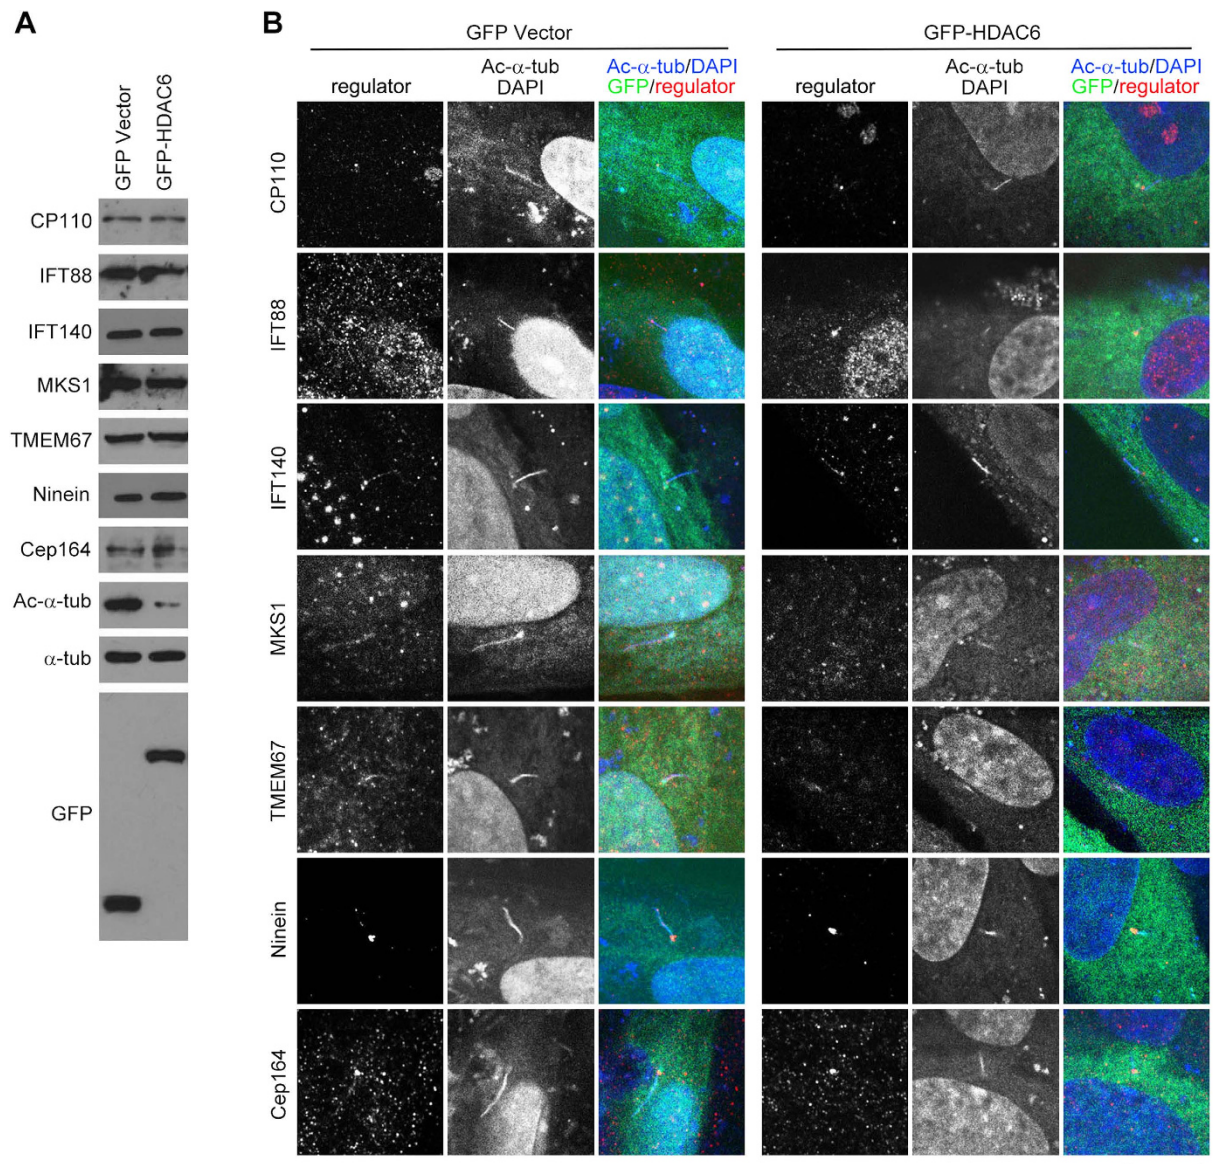 A
GFP Vector
GFP-HDAC6
CP110
IFT88
IFT140
MKS1
TMEM67
Ninein
Cep164
Ac-α-tub
α-tub
GFP
B
GFP Vector
GFP-HDAC6
regulator
Ac-α-tub
DAPI
Ac-α-tub/DAPI
GFP/regulator
regulator
Ac-α-tub
DAPI
Ac-α-tub/DAPI
GFP/regulator
CP110
IFT88
IFT140
MKS1
TMEM67
Ninein
Cep164